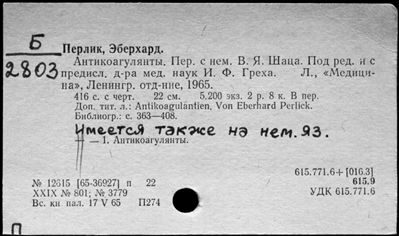 Б
2803
Перлик, Эберхард.
Антикоагулянты. Пер. с нем. В. Я. Шаца. Под ред. и с
предисл. д-ра мед. наук И. Ф. Греха. Л., «Медици-
на», Ленингр. отд-ние, 1965.
416 с. с черт. 22 см. 5,200 экз. 2 р. 8 к. В пер.
Доп. тит. л.: Antikoagulantien, Von Eberhard Perlick.
Библиогр.: с. 363—408.
Имеется также на нем. яз.
— 1. Антикоагулянты.
615.771.6+[016.3]
№ 12615 [65-36927] п 22 615.9
XXIX № 801; № 3779 УДК 615.771.6
Вс. кн. пал. 17 V 65 П274
П